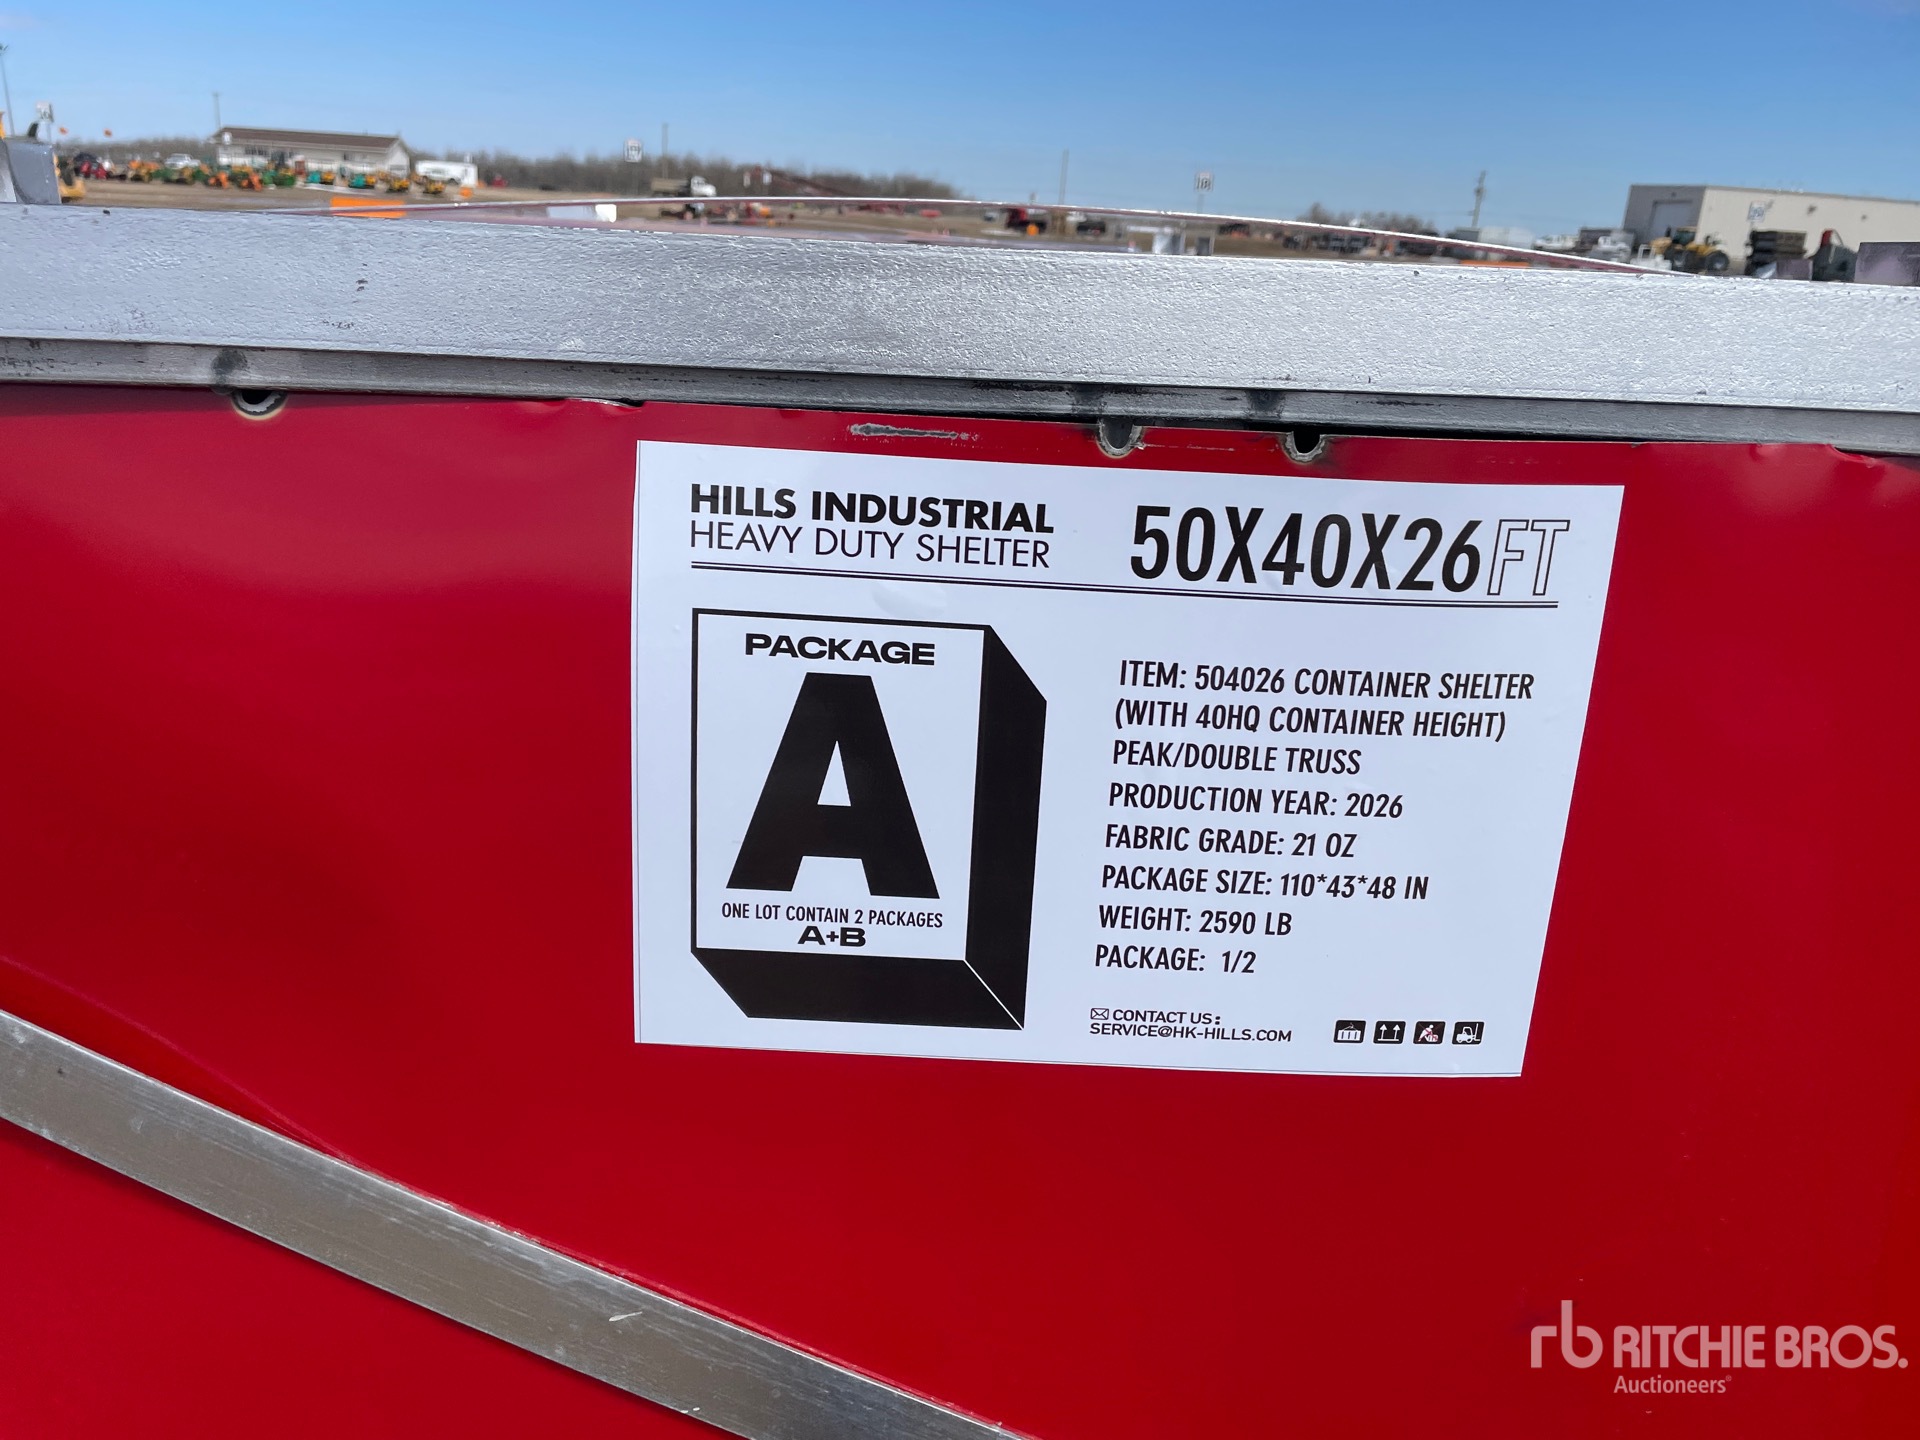 HILLS INDUSTRIAL
HEAVY DUTY SHELTER
50X40X26FT
PACKAGE
A
ONE LOT CONTAIN 2 PACKAGES
A+B
ITEM: 504026 CONTAINER SHELTER
(WITH 40HQ CONTAINER HEIGHT)
PEAK/DOUBLE TRUSS
PRODUCTION YEAR: 2026
FABRIC GRADE: 21 OZ
PACKAGE SIZE: 110*43*48 IN
WEIGHT: 2590 LB
PACKAGE: 1/2
CONTACT US:
SERVICE@HK-HILLS.COM
rb RITCHIE BROS.
Auctioneers®